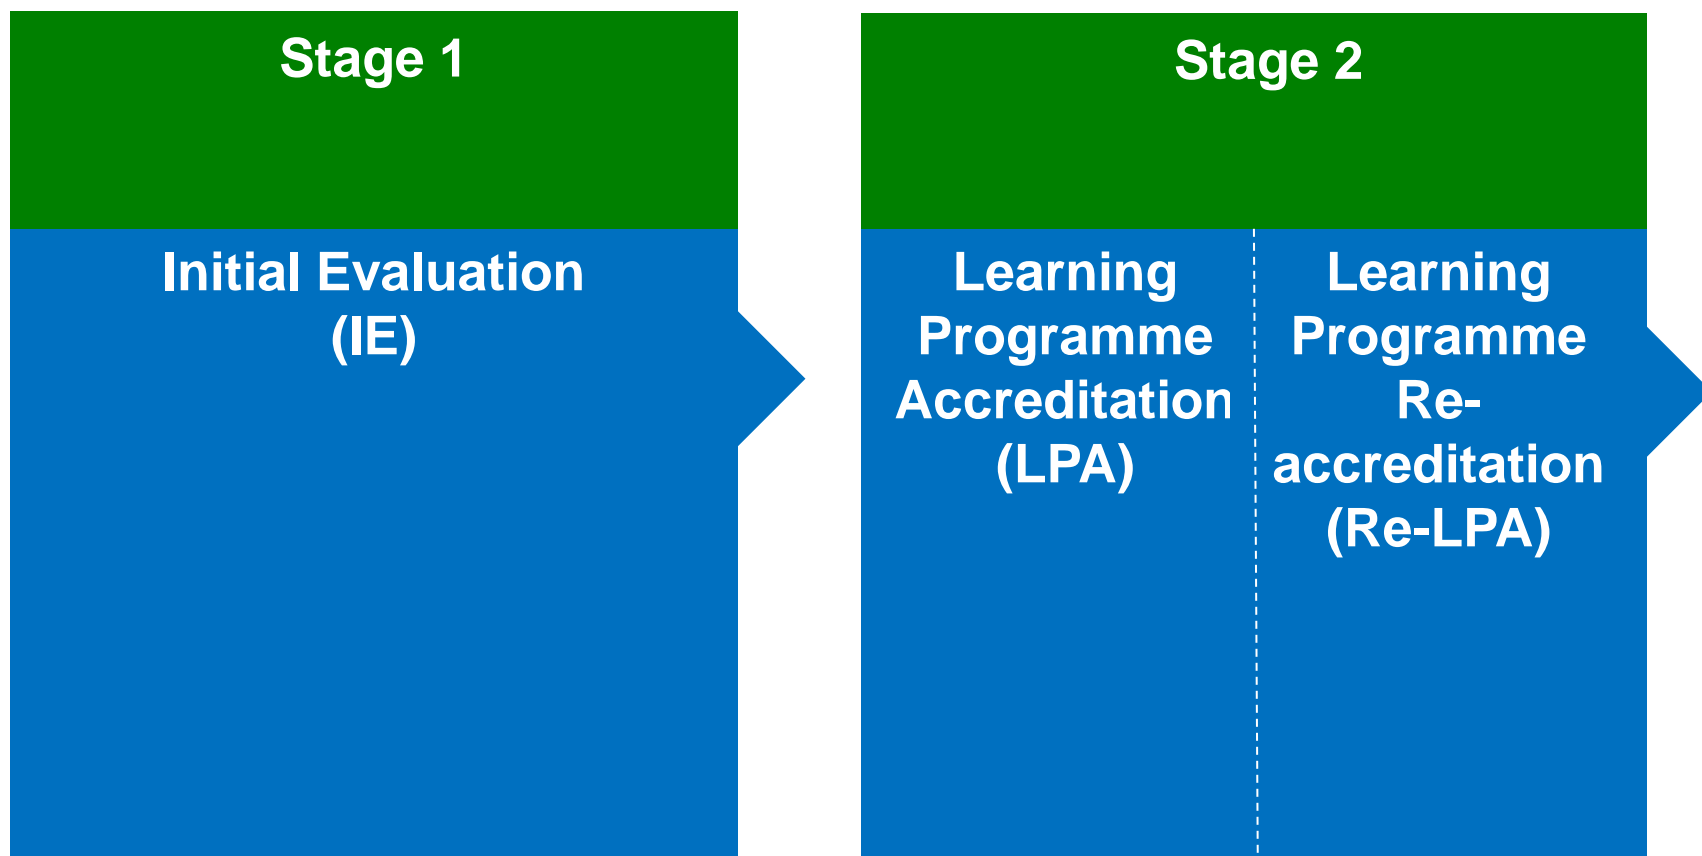 Stage 1
Initial Evaluation
(IE)
Stage 2
Learning
Programme
Accreditation
(LPA)
Learning
Programme
Re-
accreditation
(Re-LPA)